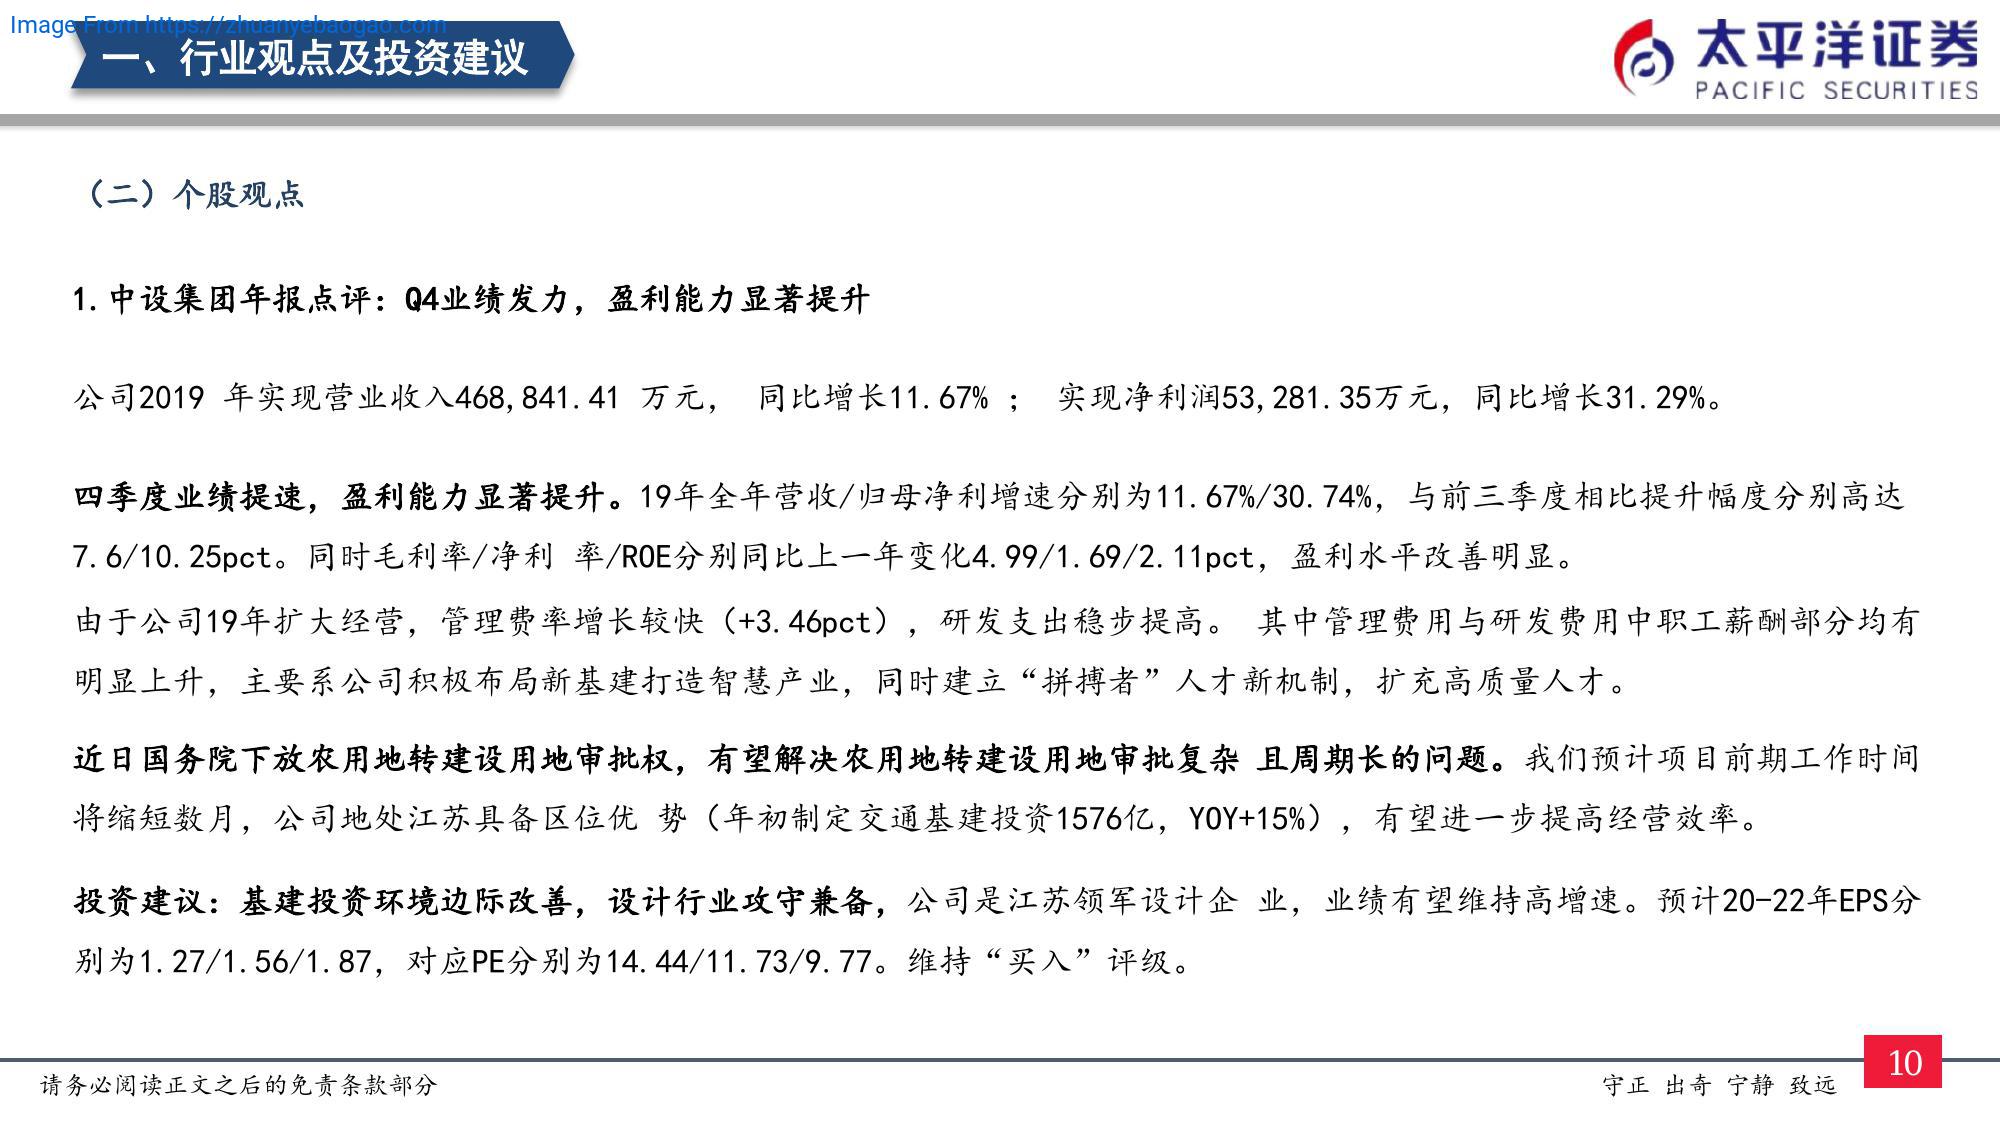 Image From https://zhuanyebaogao.com
一、行业观点及投资建议
太平洋证券
PACIFIC SECURITIES
（二）个股观点
1.中设集团年报点评：Q4业绩发力，盈利能力显著提升
公司2019 年实现营业收入468,841.41 万元， 同比增长11.67% ； 实现净利润53,281.35万元，同比增长31.29%。
四季度业绩提速，盈利能力显著提升。19年全年营收/归母净利增速分别为11.67%/30.74%，与前三季度相比提升幅度分别高达
7.6/10.25pct。同时毛利率/净利 率/ROE分别同比上一年变化4.99/1.69/2.11pct，盈利水平改善明显。
由于公司19年扩大经营，管理费率增长较快（+3.46pct），研发支出稳步提高。 其中管理费用与研发费用中职工薪酬部分均有
明显上升，主要系公司积极布局新基建打造智慧产业，同时建立“拼搏者”人才新机制，扩充高质量人才。
近日国务院下放农用地转建设用地审批权，有望解决农用地转建设用地审批复杂 且周期长的问题。我们预计项目前期工作时间
将缩短数月，公司地处江苏具备区位优 势（年初制定交通基建投资1576亿，YOY+15%），有望进一步提高经营效率。
投资建议：基建投资环境边际改善，设计行业攻守兼备，公司是江苏领军设计企 业，业绩有望维持高增速。预计20-22年EPS分
别为1.27/1.56/1.87，对应PE分别为14.44/11.73/9.77。维持“买入”评级。
请务必阅读正文之后的免责条款部分
守正 出奇 宁静 致远
10